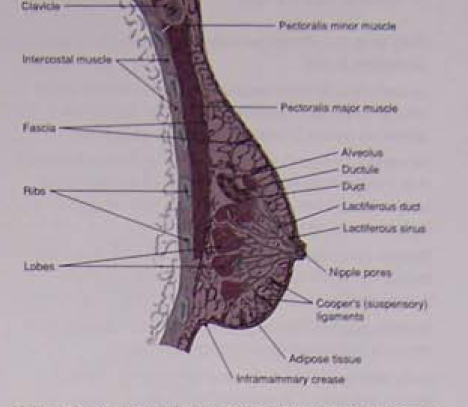 Clavicle
Pectoralis minor muscle
Intercostal muscle
Pectoralis major muscle
Fascia
Alveolus
Ductule
Duct
Ribs
Lactiferous duct
Lactiferous sinus
Lobes
Nipple pores
Cooper's (suspensory)
ligaments
Adipose tissue
Inframammary crease